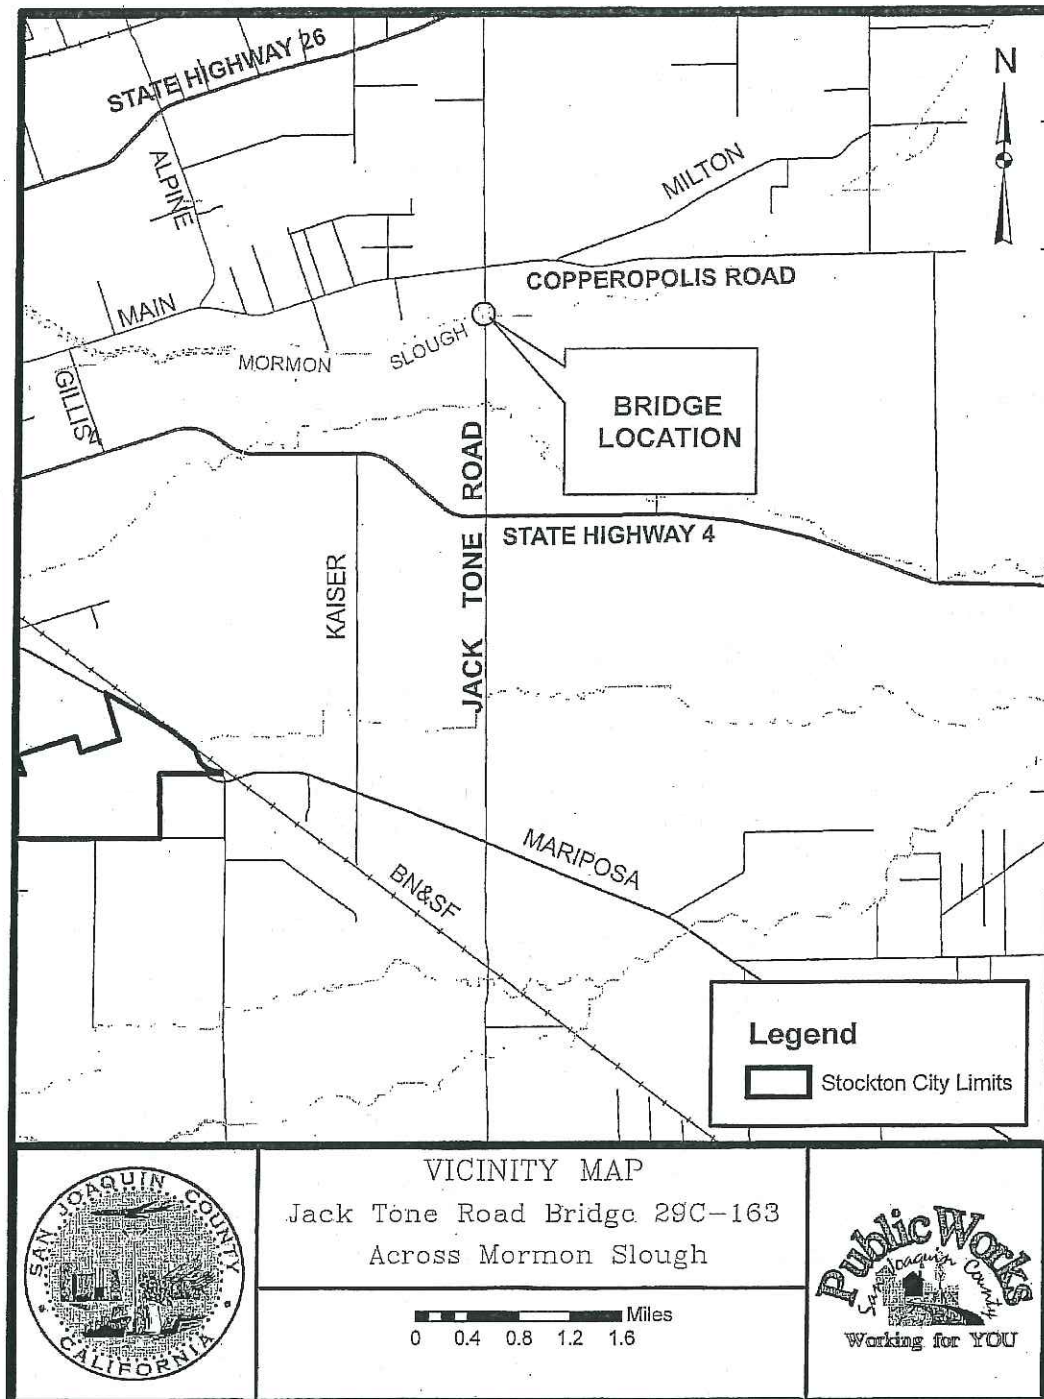 STATE HIGHWAY 26
N
ALPINE
MILTON
COPPEROPOLIS ROAD
MAIN
MORMON
SLOUGH
GILLIS
BRIDGE
LOCATION
JACK TONE ROAD
STATE HIGHWAY 4
KAISER
MARIPOSA
BN&SF
Legend
Stockton City Limits
VICINITY MAP
Jack Tone Road Bridge 29C-163
Across Mormon Slough
Miles
0 0.4 0.8 1.2 1.6
SAN JOAQUIN COUNTY
CALIFORNIA
Public Works
San Joaquin County
Working for YOU